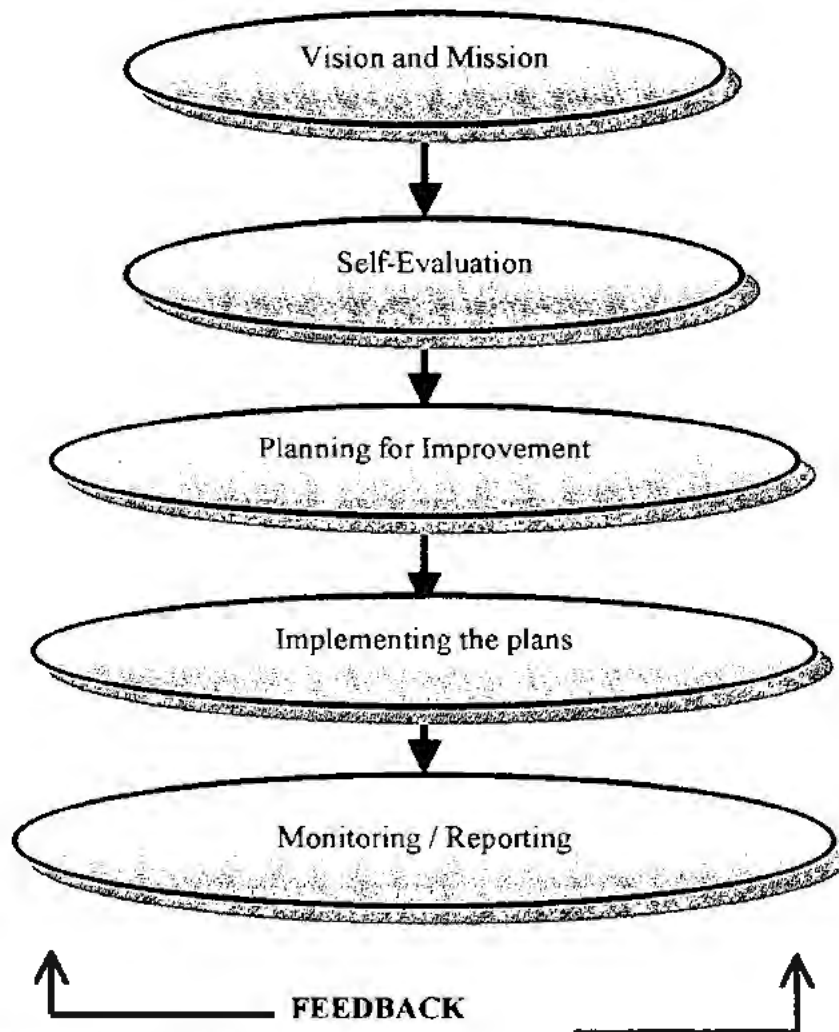 Vision and Mission
Self-Evaluation
Planning for Improvement
Implementing the plans
Monitoring / Reporting
FEEDBACK